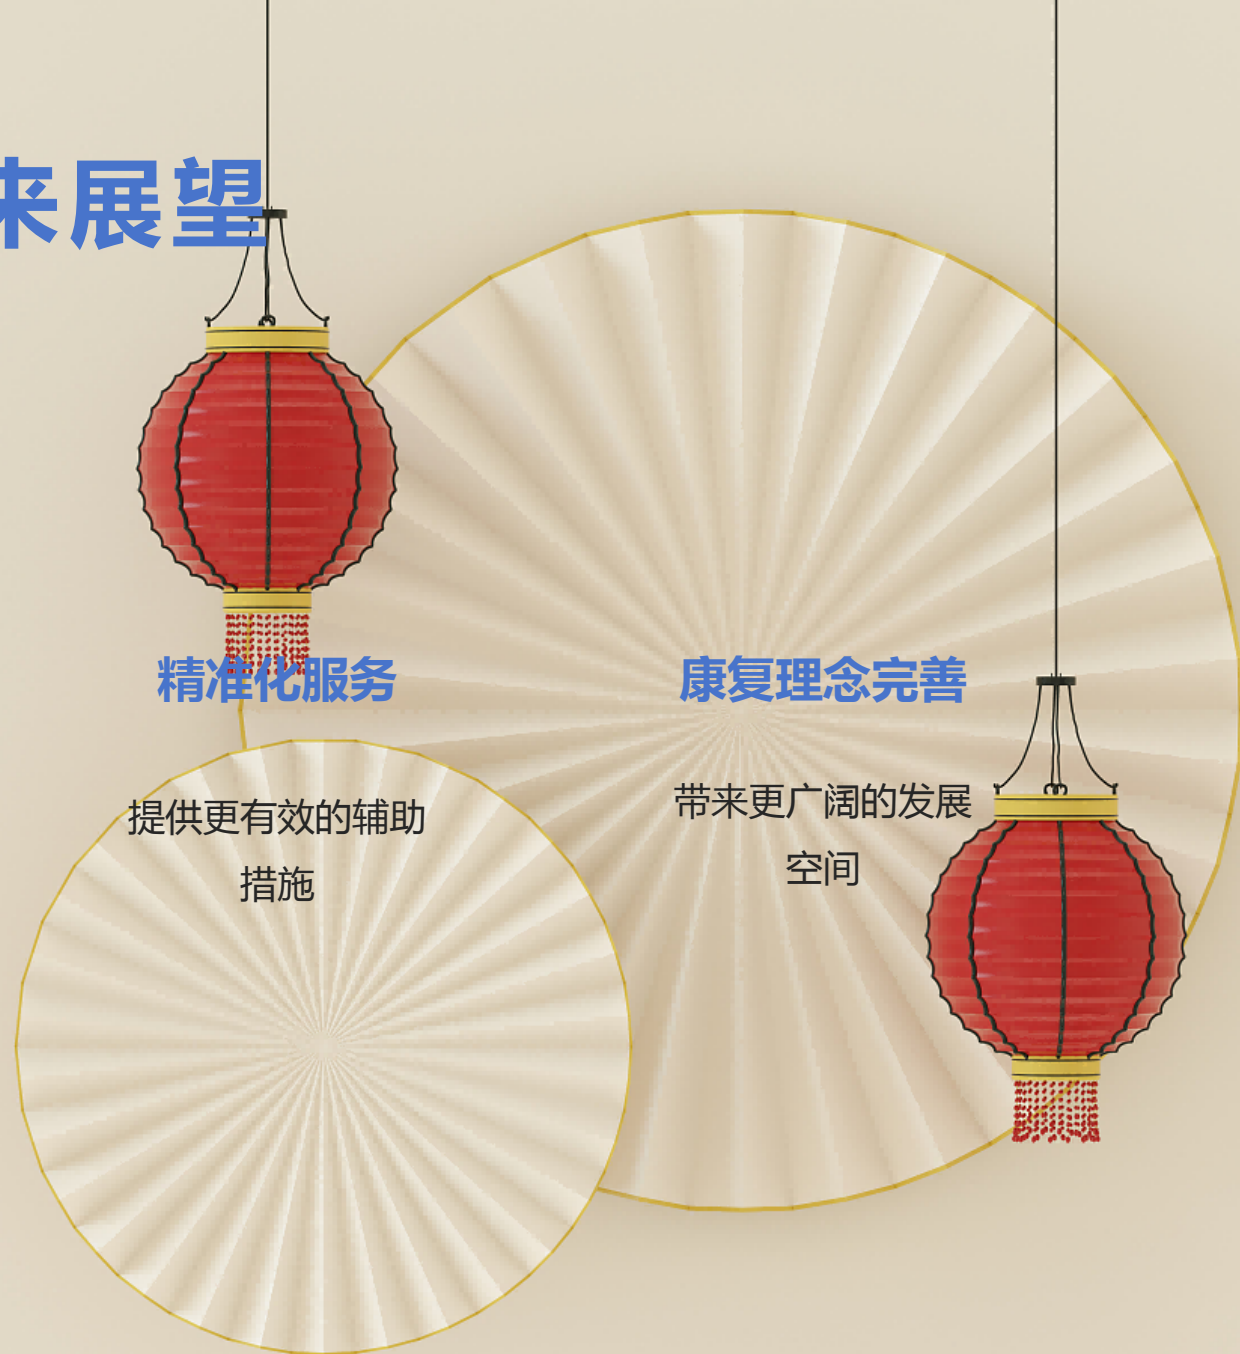 来展望
精准化服务
提供更有效的辅助
措施
康复理念完善
带来更广阔的发展
空间